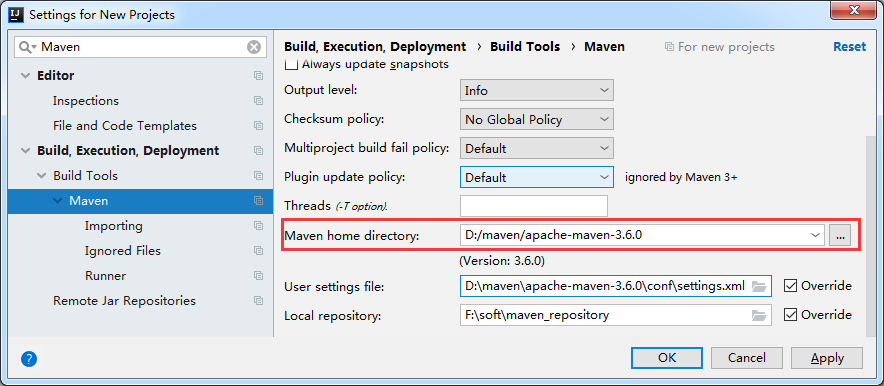 Settings for New Projects
Maven
Editor
Inspections
File and Code Templates
Build, Execution, Deployment
Build Tools
Maven
Importing
Ignored Files
Runner
Remote Jar Repositories
Build, Execution, Deployment › Build Tools › Maven
For new projects
Reset
Always update snapshots
Output level: Info
Checksum policy: No Global Policy
Multiproject build fail policy: Default
Plugin update policy: Default ignored by Maven 3+
Threads (-T option).
Maven home directory: D:/maven/apache-maven-3.6.0 ...
(Version: 3.6.0)
User settings file: D:\maven\apache-maven-3.6.0\conf\settings.xml Override
Local repository: F:\soft\maven_repository Override
? OK Cancel Apply